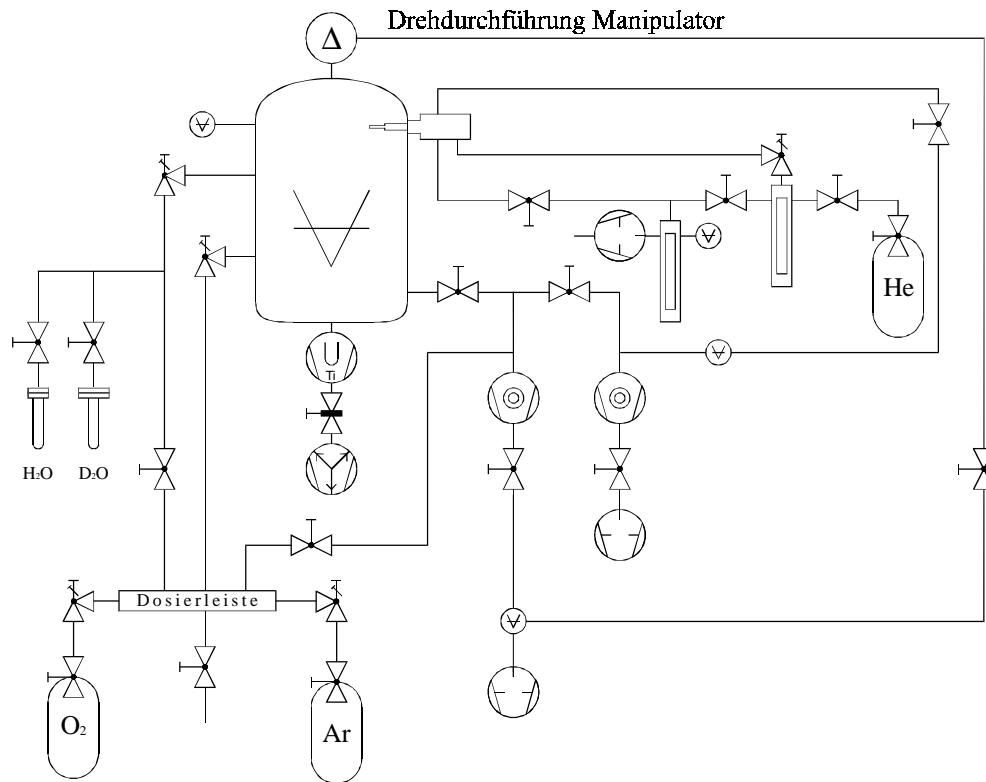 Drehdurchführung Manipulator
Δ
He
U
Ti
H₂O
D₂O
Dosierleiste
O₂
Ar